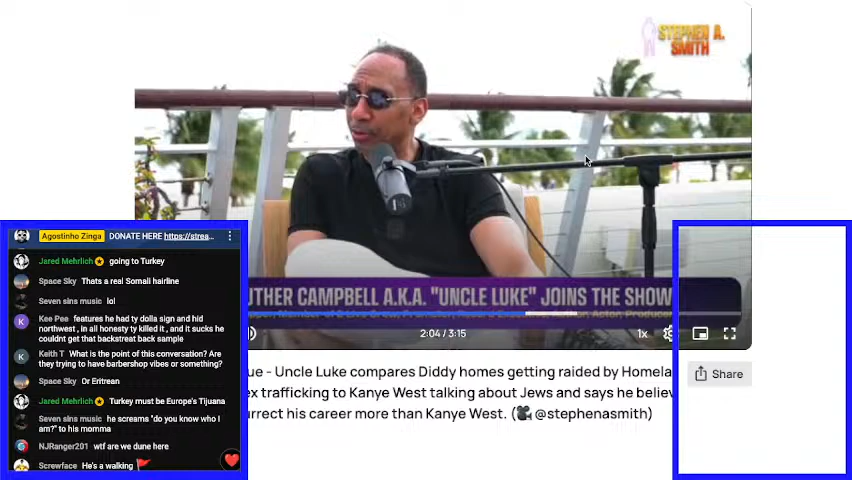 STEPHEN A.
SMITH
UTHER CAMPBELL A.K.A. "UNCLE LUKE" JOINS THE SHOW
2:04 / 3:15
1x
ue - Uncle Luke compares Diddy homes getting raided by Homela
ex trafficking to Kanye West talking about Jews and says he believ
urrect his career more than Kanye West. (🎥 @stephenasmith)
Share
Agostinho Zinga DONATE HERE https://strea...
Jared Mehrlich going to Turkey
Space Sky Thats a real Somali hairline
Seven sins music lol
Kee Pee features he had ty dolla sign and hid
northwest , in all honesty ty killed it , and it sucks he
couldnt get that backstreat back sample
Keith T What is the point of this conversation? Are
they trying to have barbershop vibes or something?
Space Sky Or Eritrean
Jared Mehrlich Turkey must be Europe's Tijuana
Seven sins music he screams "do you know who I
am?" to his momma
NJRanger201 wtf are we dune here
Screwface He's a walking 🚩